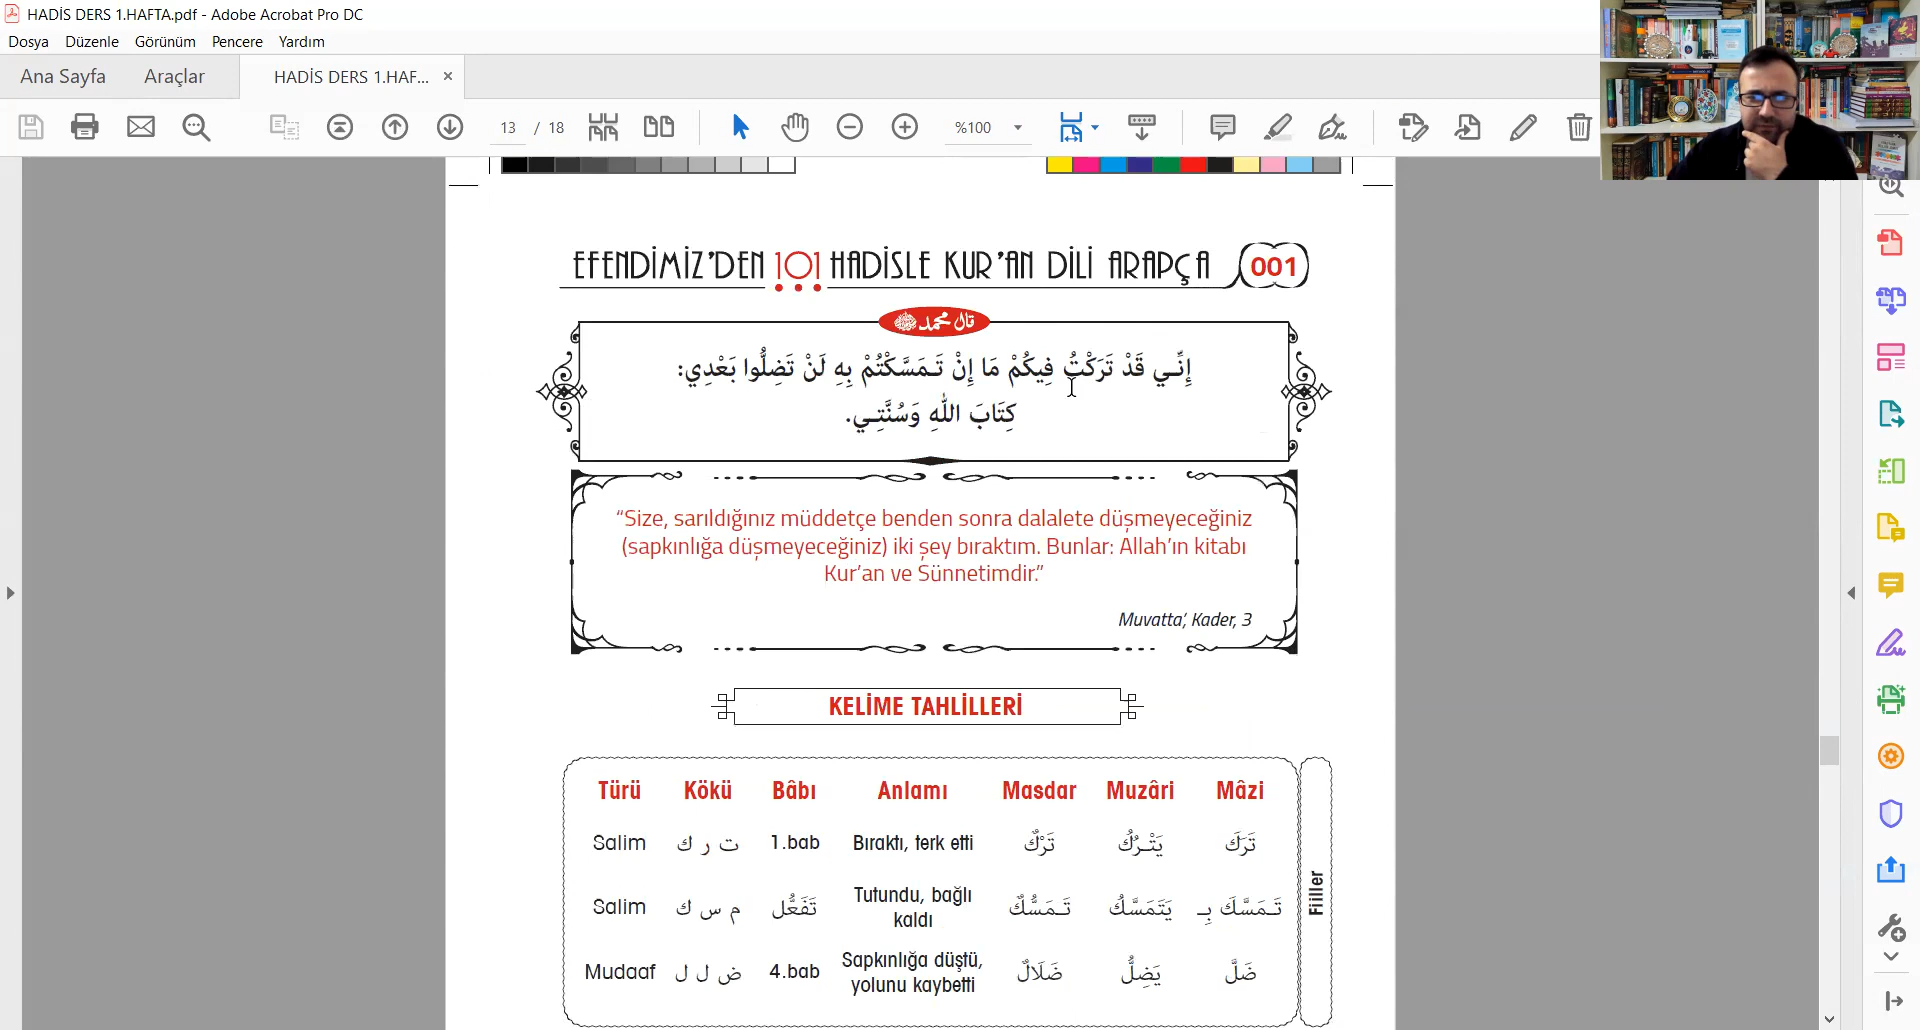 HADİS DERS 1.HAFTA.pdf - Adobe Acrobat Pro DC
Dosya Düzenle Görünüm Pencere Yardım
Ana Sayfa Araçlar HADİS DERS 1.HAF... ×
13 / 18 %100
EFENDİMİZ'DEN 101 HADİSLE KUR'AN DİLİ ARAPÇA 001
قال محمد ﷺ
إِنِّي قَدْ تَرَكْتُ فِيكُمْ مَا إِنْ تَمَسَّكْتُمْ بِهِ لَنْ تَضِلُّوا بَعْدِي:
كِتَابَ اللهِ وَسُنَّتِي.
“Size, sarıldığınız müddetçe benden sonra dalalete düşmeyeceğiniz
(sapkınlığa düşmeyeceğiniz) iki şey bıraktım. Bunlar: Allah’ın kitabı
Kur’an ve Sünnetimdir.”
Muvatta’, Kader, 3
KELİME TAHLİLLERİ
Türü Kökü Bâbı Anlamı Masdar Muzâri Mâzi
Salim ت ر ك 1.bab Bıraktı, terk etti تَرْكٌ يَتْرُكُ تَرَكَ
Salim م س ك تَفَعُّل Tutundu, bağlı
kaldı تَمَسُّكٌ يَتَمَسَّكُ تَمَسَّكَ بِـ
Mudaaf ض ل ل 4.bab Sapkınlığa düştü,
yolunu kaybetti ضَلَالٌ يَضِلُّ ضَلَّ
Fiiller